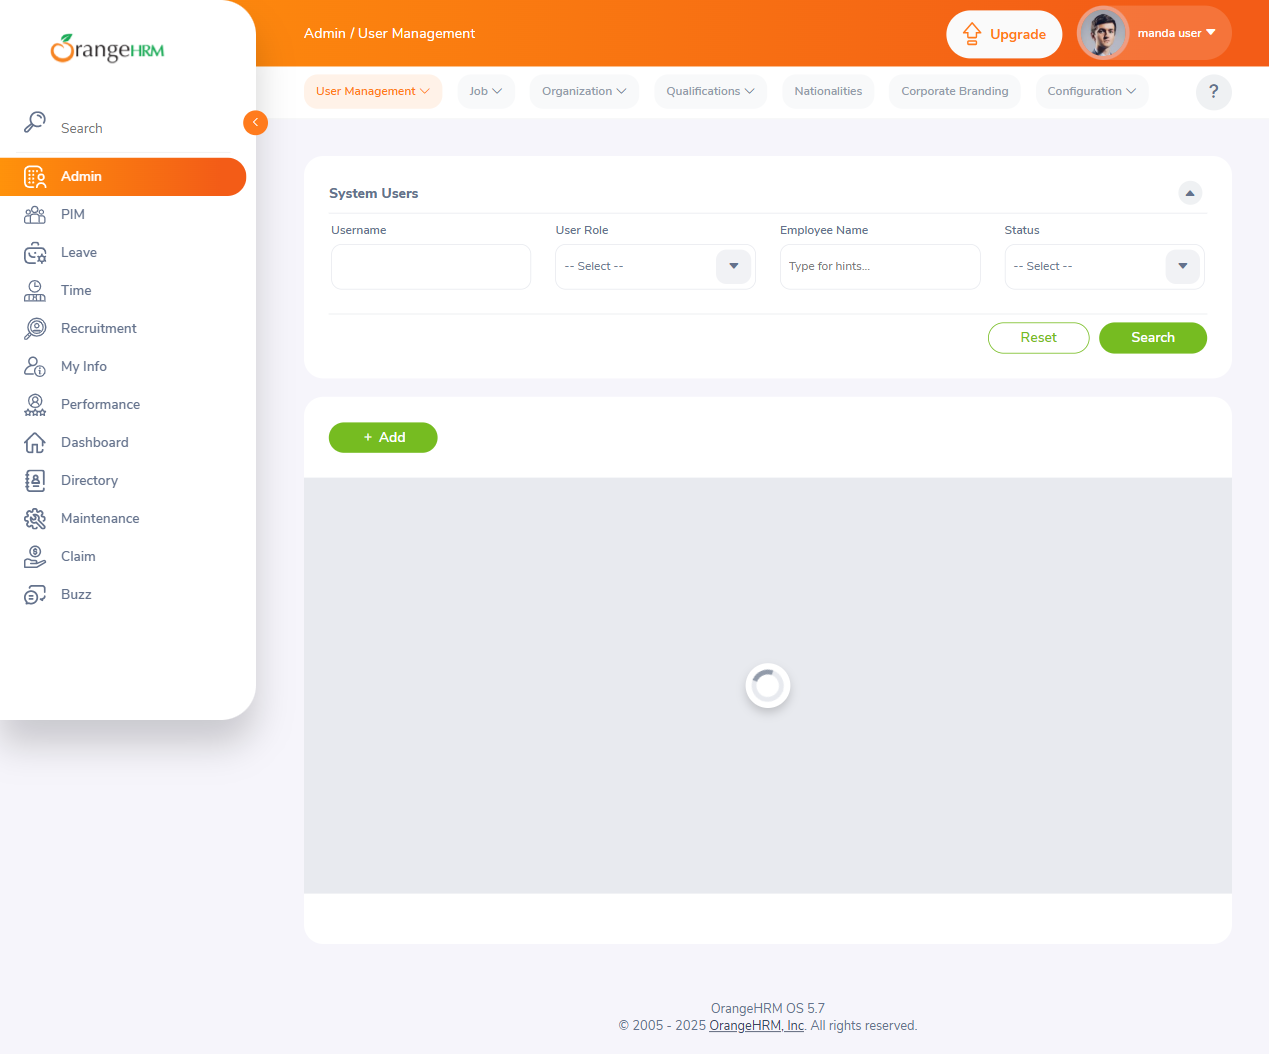 OrangeHRM
Admin / User Management
Upgrade
manda user
User Management
Job
Organization
Qualifications
Nationalities
Corporate Branding
Configuration
?
Search
Admin
PIM
Leave
Time
Recruitment
My Info
Performance
Dashboard
Directory
Maintenance
Claim
Buzz
System Users
Username
User Role
Employee Name
Status
-- Select --
Type for hints...
-- Select --
Reset
Search
+ Add
OrangeHRM OS 5.7
© 2005 - 2025 OrangeHRM, Inc. All rights reserved.